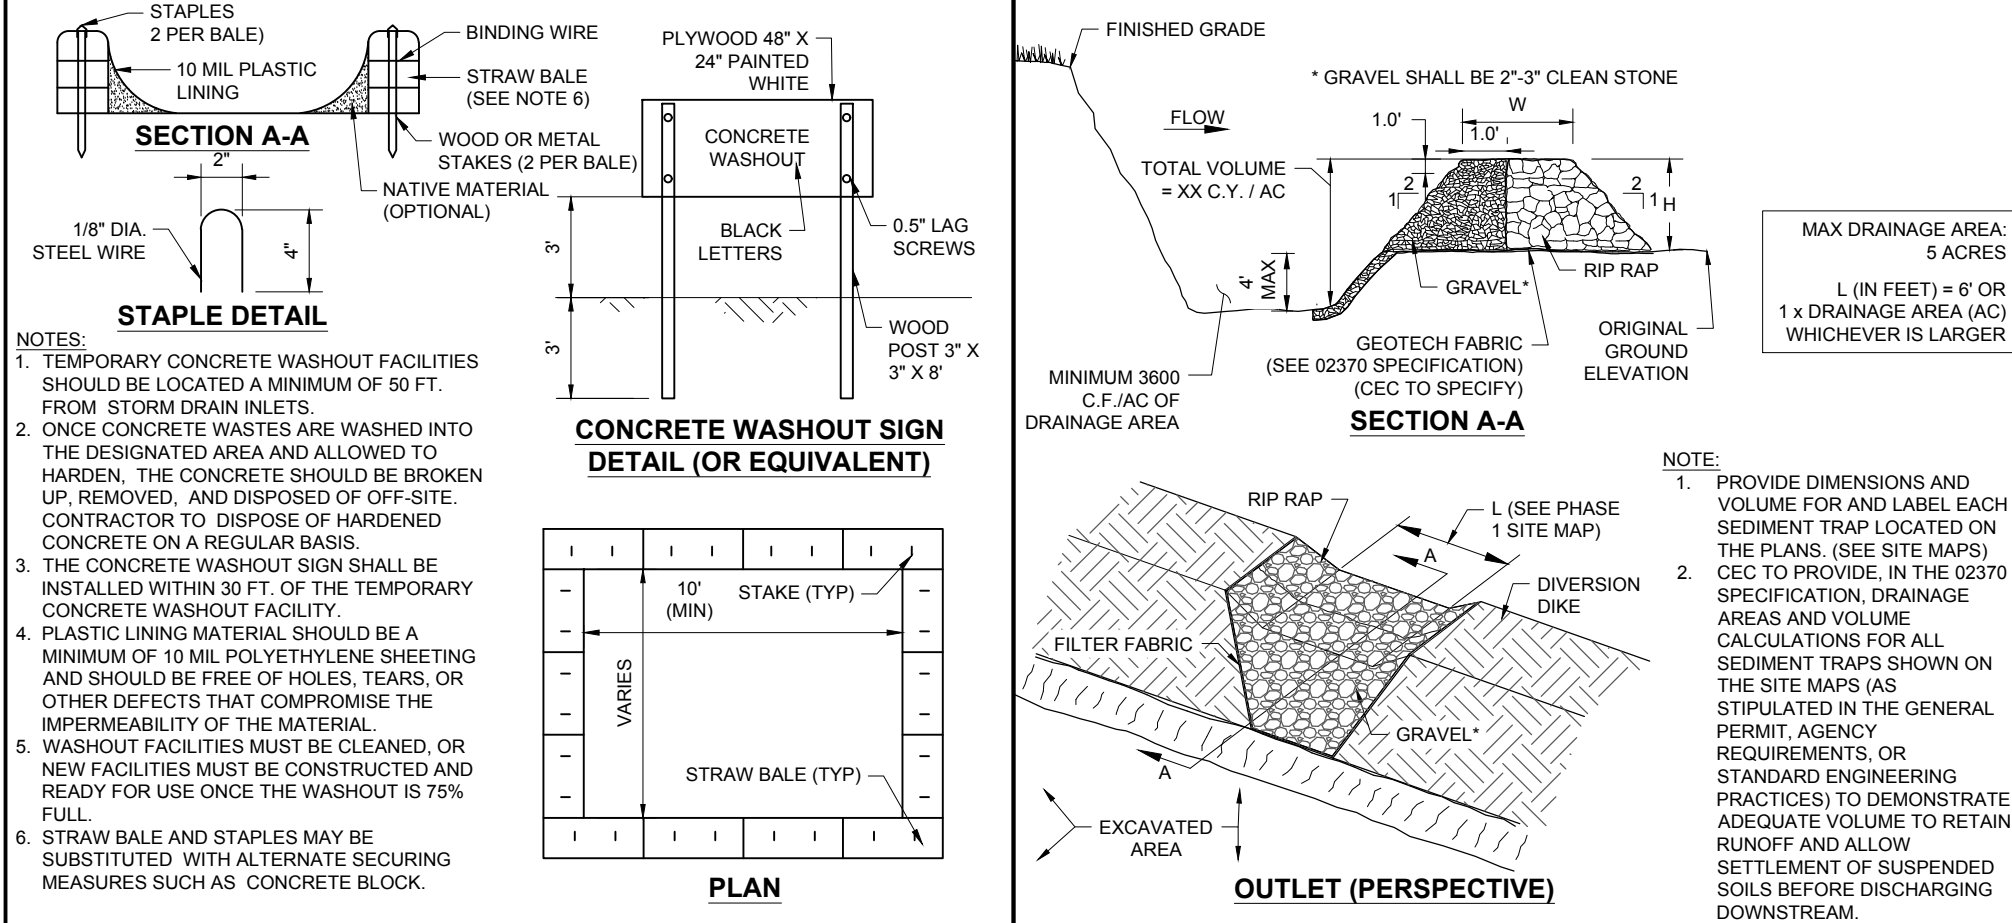 STAPLES
2 PER BALE)
10 MIL PLASTIC
LINING
BINDING WIRE
STRAW BALE
(SEE NOTE 6)
SECTION A-A
WOOD OR METAL
STAKES (2 PER BALE)
NATIVE MATERIAL
(OPTIONAL)
2"
1/8" DIA.
STEEL WIRE
4"
STAPLE DETAIL
NOTES:
1. TEMPORARY CONCRETE WASHOUT FACILITIES
SHOULD BE LOCATED A MINIMUM OF 50 FT.
FROM STORM DRAIN INLETS.
2. ONCE CONCRETE WASTES ARE WASHED INTO
THE DESIGNATED AREA AND ALLOWED TO
HARDEN, THE CONCRETE SHOULD BE BROKEN
UP, REMOVED, AND DISPOSED OF OFF-SITE.
CONTRACTOR TO DISPOSE OF HARDENED
CONCRETE ON A REGULAR BASIS.
3. THE CONCRETE WASHOUT SIGN SHALL BE
INSTALLED WITHIN 30 FT. OF THE TEMPORARY
CONCRETE WASHOUT FACILITY.
4. PLASTIC LINING MATERIAL SHOULD BE A
MINIMUM OF 10 MIL POLYETHYLENE SHEETING
AND SHOULD BE FREE OF HOLES, TEARS, OR
OTHER DEFECTS THAT COMPROMISE THE
IMPERMEABILITY OF THE MATERIAL.
5. WASHOUT FACILITIES MUST BE CLEANED, OR
NEW FACILITIES MUST BE CONSTRUCTED AND
READY FOR USE ONCE THE WASHOUT IS 75%
FULL.
6. STRAW BALE AND STAPLES MAY BE
SUBSTITUTED WITH ALTERNATE SECURING
MEASURES SUCH AS CONCRETE BLOCK.
PLYWOOD 48" X
24" PAINTED
WHITE
CONCRETE
WASHOUT
BLACK
LETTERS
0.5" LAG
SCREWS
3'
3'
WOOD
POST 3" X
3" X 8'
CONCRETE WASHOUT SIGN
DETAIL (OR EQUIVALENT)
10'
(MIN)
STAKE (TYP)
VARIES
STRAW BALE (TYP)
PLAN
FINISHED GRADE
* GRAVEL SHALL BE 2"-3" CLEAN STONE
FLOW
W
1.0'
1.0'
TOTAL VOLUME
= XX C.Y. / AC
2
1
2
1
H
4'
MAX
GRAVEL*
RIP RAP
GEOTECH FABRIC
(SEE 02370 SPECIFICATION)
(CEC TO SPECIFY)
ORIGINAL
GROUND
ELEVATION
MINIMUM 3600
C.F./AC OF
DRAINAGE AREA
SECTION A-A
MAX DRAINAGE AREA:
5 ACRES
L (IN FEET) = 6' OR
1 x DRAINAGE AREA (AC)
WHICHEVER IS LARGER
RIP RAP
L (SEE PHASE
1 SITE MAP)
A
DIVERSION
DIKE
FILTER FABRIC
GRAVEL*
A
EXCAVATED
AREA
OUTLET (PERSPECTIVE)
NOTE:
1. PROVIDE DIMENSIONS AND
VOLUME FOR AND LABEL EACH
SEDIMENT TRAP LOCATED ON
THE PLANS. (SEE SITE MAPS)
2. CEC TO PROVIDE, IN THE 02370
SPECIFICATION, DRAINAGE
AREAS AND VOLUME
CALCULATIONS FOR ALL
SEDIMENT TRAPS SHOWN ON
THE SITE MAPS (AS
STIPULATED IN THE GENERAL
PERMIT, AGENCY
REQUIREMENTS, OR
STANDARD ENGINEERING
PRACTICES) TO DEMONSTRATE
ADEQUATE VOLUME TO RETAIN
RUNOFF AND ALLOW
SETTLEMENT OF SUSPENDED
SOILS BEFORE DISCHARGING
DOWNSTREAM.